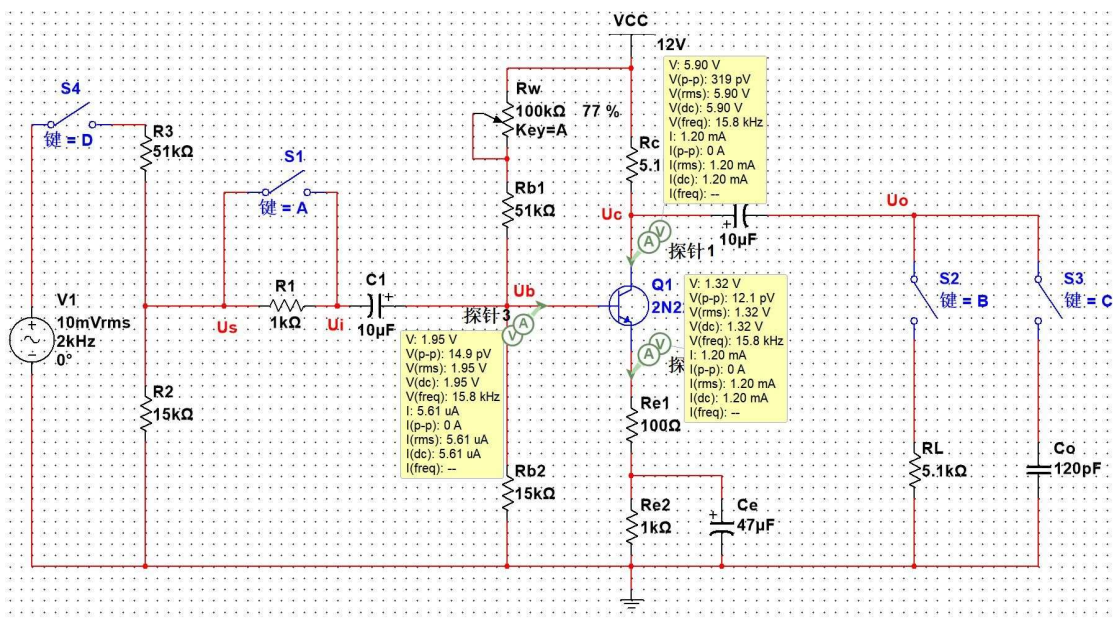 VCC
12V
S4
键 = D
R3
51kΩ
S1
键 = A
Rw
100kΩ 77 %
Key=A
Rc
5.1
V: 5.90 V
V(p-p): 319 pV
V(rms): 5.90 V
V(dc): 5.90 V
V(freq): 15.8 kHz
I: 1.20 mA
I(p-p): 0 A
I(rms): 1.20 mA
I(dc): 1.20 mA
I(freq): --
Rb1
51kΩ
Uc
10µF
Uo
A
V
探针1
V1
10mVrms
2kHz
0°
Us
R1
1kΩ
Ui
C1
10µF
Ub
探针3
V
A
Q1
2N2
S2
键 = B
S3
键 = C
V: 1.95 V
V(p-p): 14.9 pV
V(rms): 1.95 V
V(dc): 1.95 V
V(freq): 15.8 kHz
I: 5.61 uA
I(p-p): 0 A
I(rms): 5.61 uA
I(dc): 5.61 uA
I(freq): --
A
V
V: 1.32 V
V(p-p): 12.1 pV
V(rms): 1.32 V
V(dc): 1.32 V
V(freq): 15.8 kHz
I: 1.20 mA
I(p-p): 0 A
I(rms): 1.20 mA
I(dc): 1.20 mA
I(freq): --
R2
15kΩ
Re1
100Ω
Rb2
15kΩ
Re2
1kΩ
Ce
47µF
RL
5.1kΩ
Co
120pF